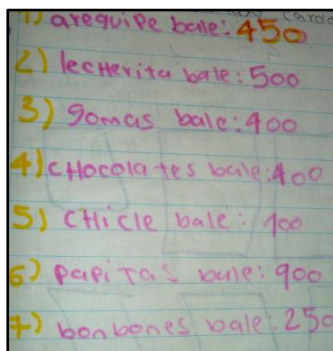 1) arequipe bale: 450
2) lecherita bale: 500
3) gomas bale: 400
4) chocolates bale: 400
5) chicle bale: 100
6) papitas bale: 900
7) bonbones bale: 250